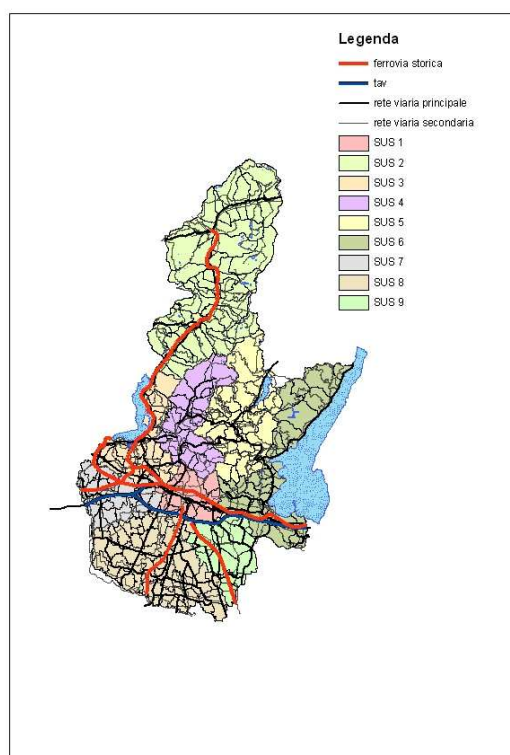 Legenda
ferrovia storica
tav
rete viaria principale
rete viaria secondaria
SUS 1
SUS 2
SUS 3
SUS 4
SUS 5
SUS 6
SUS 7
SUS 8
SUS 9